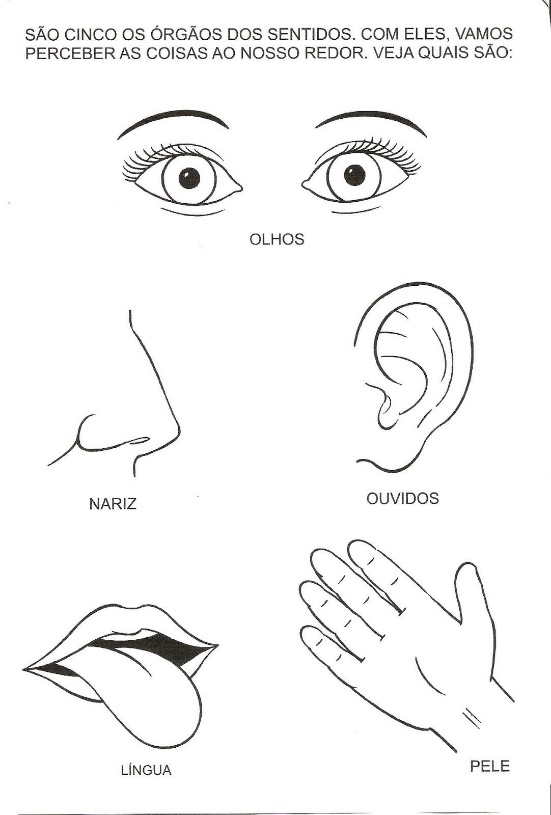 SÃO CINCO OS ÓRGÃOS DOS SENTIDOS. COM ELES, VAMOS
PERCEBER AS COISAS AO NOSSO REDOR. VEJA QUAIS SÃO:
OLHOS
NARIZ
OUVIDOS
LÍNGUA
PELE